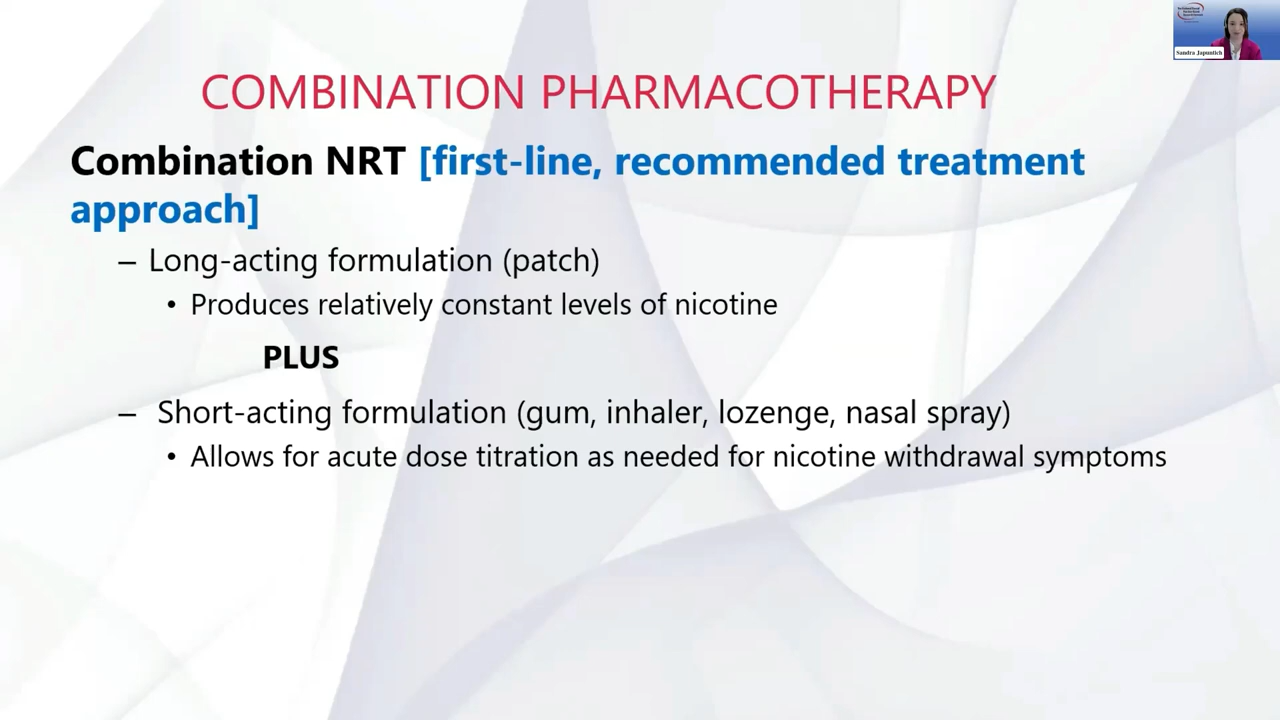 COMBINATION PHARMACOTHERAPY
Combination NRT [first-line, recommended treatment
approach]
– Long-acting formulation (patch)
• Produces relatively constant levels of nicotine
PLUS
– Short-acting formulation (gum, inhaler, lozenge, nasal spray)
• Allows for acute dose titration as needed for nicotine withdrawal symptoms
Sandra Japuntich